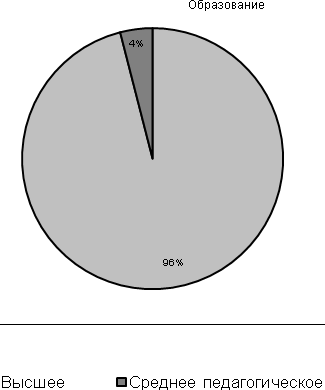 Образование
4%
96%
Высшее Среднее педагогическое